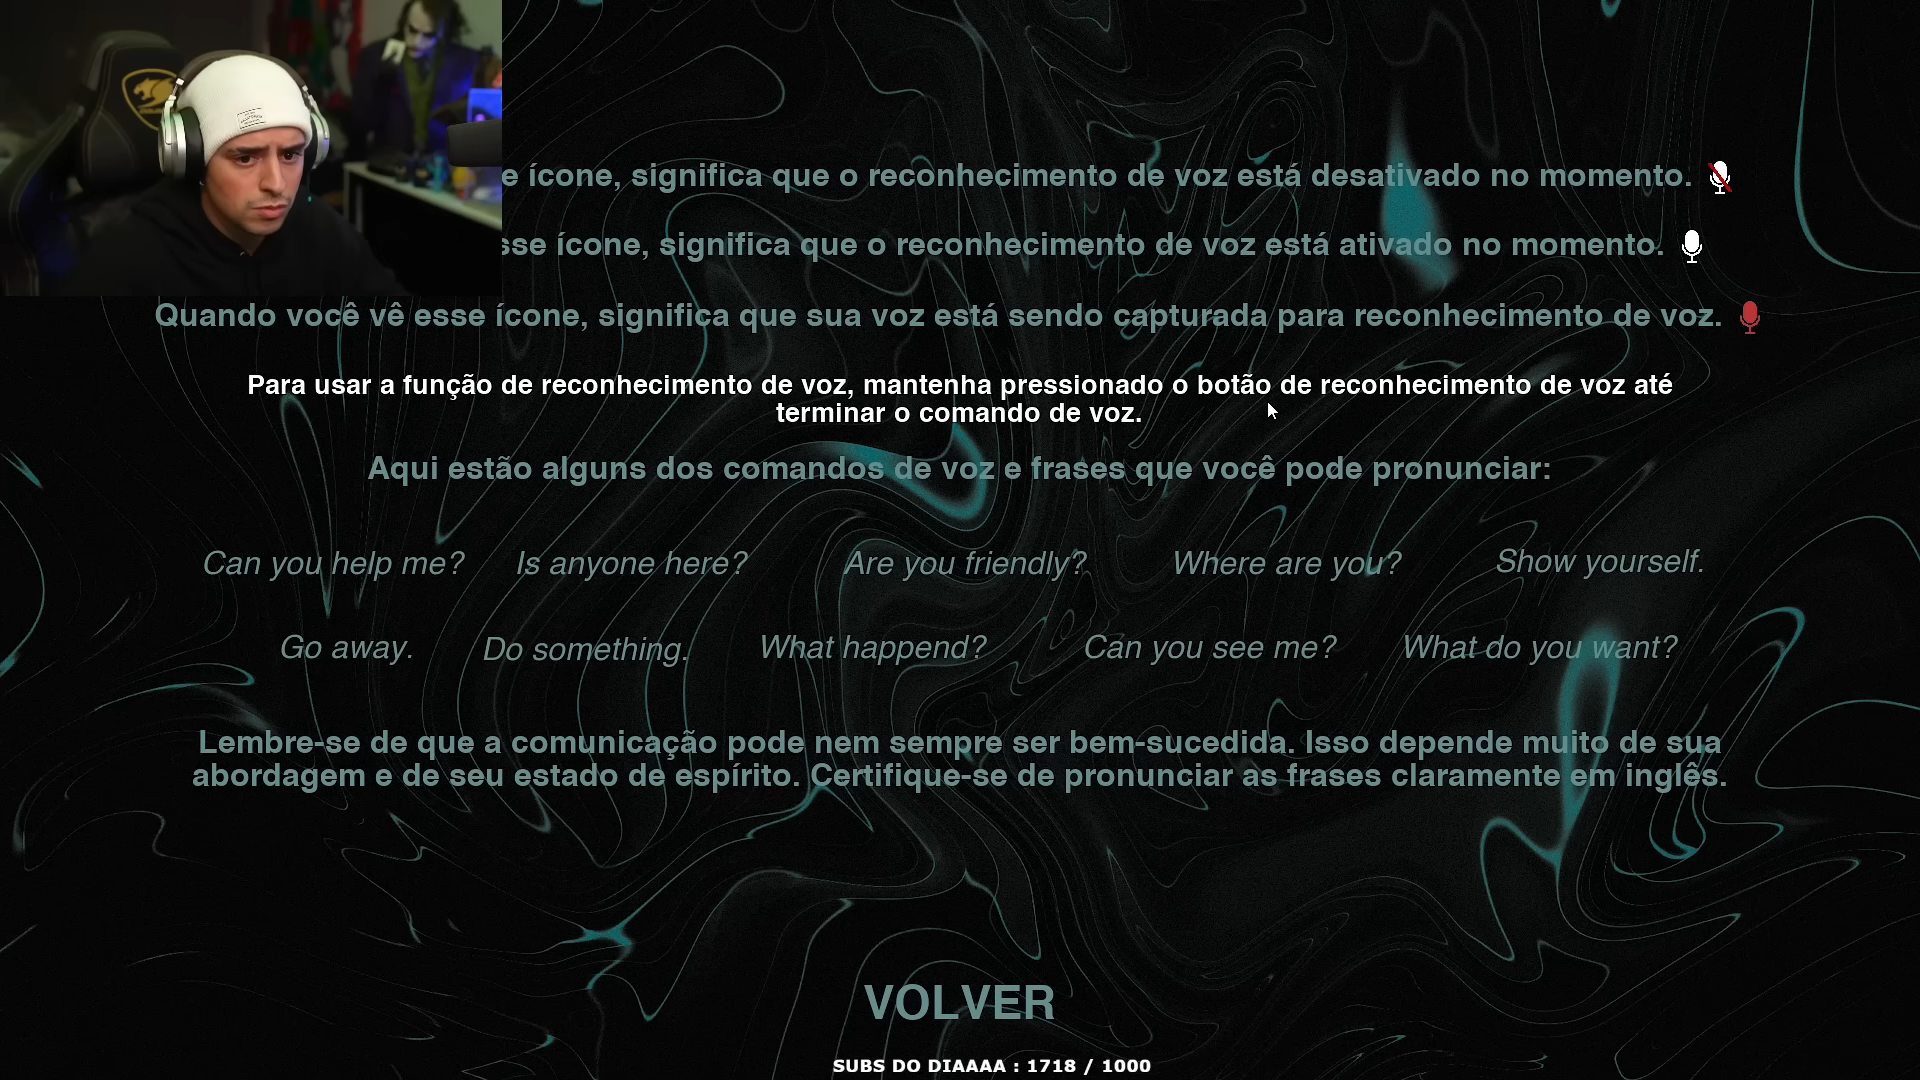 e ícone, significa que o reconhecimento de voz está desativado no momento.
sse ícone, significa que o reconhecimento de voz está ativado no momento.
Quando você vê esse ícone, significa que sua voz está sendo capturada para reconhecimento de voz.
Para usar a função de reconhecimento de voz, mantenha pressionado o botão de reconhecimento de voz até
terminar o comando de voz.
Aqui estão alguns dos comandos de voz e frases que você pode pronunciar:
Can you help me? Is anyone here? Are you friendly? Where are you? Show yourself.
Go away. Do something. What happend? Can you see me? What do you want?
Lembre-se de que a comunicação pode nem sempre ser bem-sucedida. Isso depende muito de sua
abordagem e de seu estado de espírito. Certifique-se de pronunciar as frases claramente em inglês.
VOLVER
SUBS DO DIAAAA : 1718 / 1000